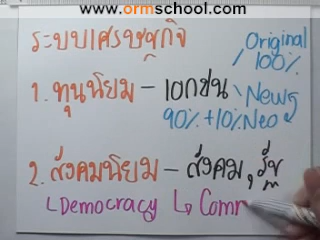 www.ormschool.com
ระบบเศรษฐกิจ
Original
100%
1. ทุนนิยม - เอกชน \ News
90% + 10% Neo
2. สังคมนิยม - สังคม, รัฐ
↳Democracy ↳ Comm